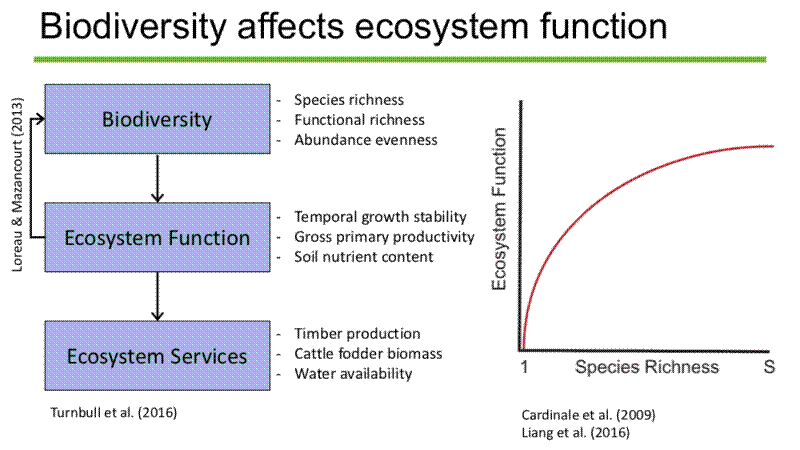 Biodiversity affects ecosystem function
Loreau & Mazancourt (2013)
Biodiversity
- Species richness
- Functional richness
- Abundance evenness
Ecosystem Function
- Temporal growth stability
- Gross primary productivity
- Soil nutrient content
Ecosystem Services
- Timber production
- Cattle fodder biomass
- Water availability
Turnbull et al. (2016)
Ecosystem Function
1 Species Richness S
Cardinale et al. (2009)
Liang et al. (2016)